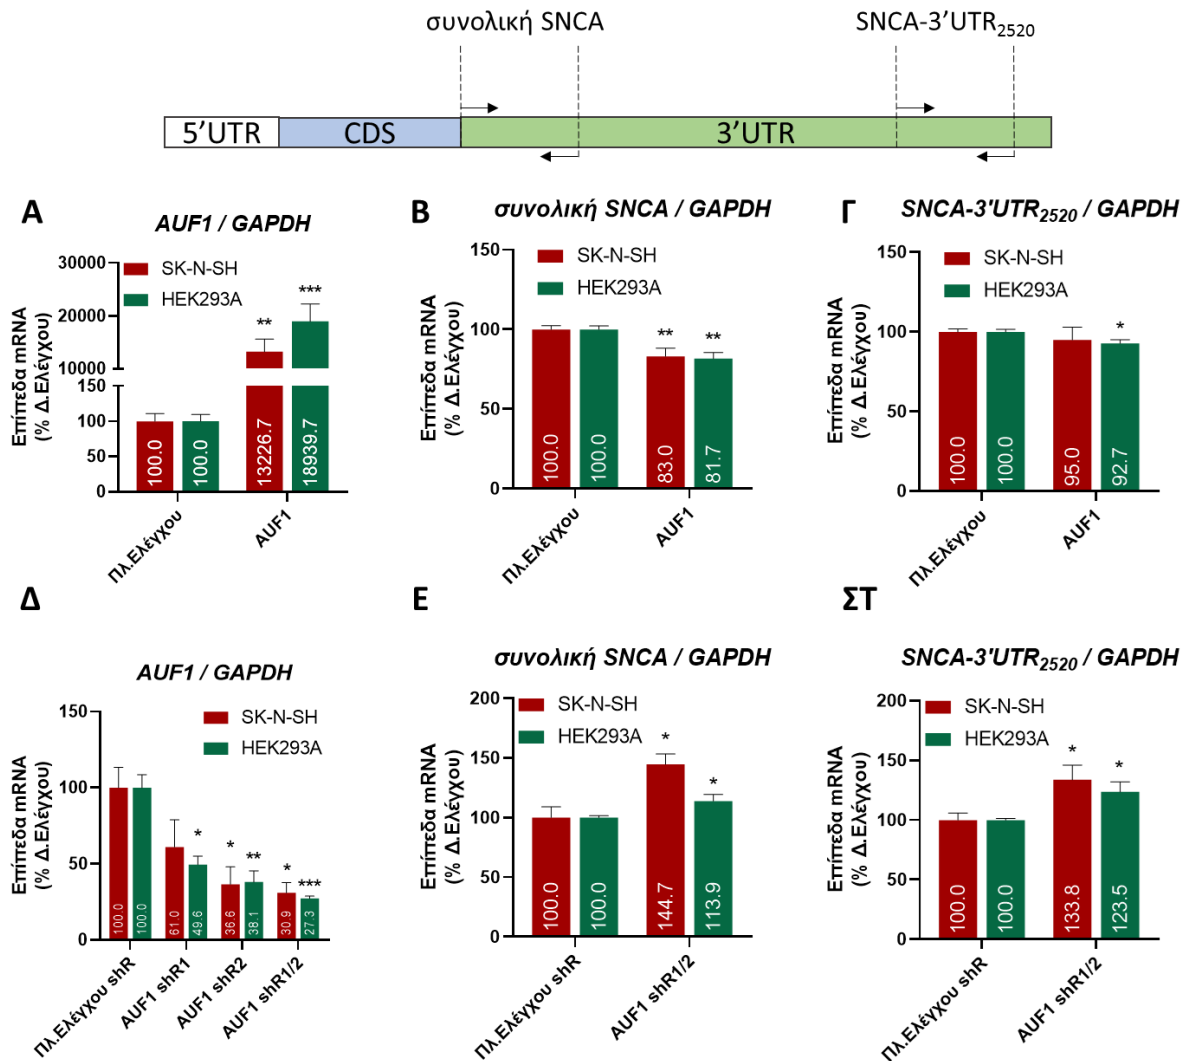 συνολική SNCA
SNCA-3’UTR2520
5’UTR
CDS
3’UTR
A
AUF1 / GAPDH
30000
20000
10000
150
100
50
0
Επίπεδα mRNA
(% Δ.Ελέγχου)
SK-N-SH
HEK293A
**
***
100.0
100.0
13226.7
18939.7
Πλ.Ελέγχου
AUF1
B
συνολική SNCA / GAPDH
150
100
50
0
Επίπεδα mRNA
(% Δ.Ελέγχου)
SK-N-SH
HEK293A
**
**
100.0
100.0
83.0
81.7
Πλ.Ελέγχου
AUF1
Γ
SNCA-3'UTR2520 / GAPDH
150
100
50
0
Επίπεδα mRNA
(% Δ.Ελέγχου)
SK-N-SH
HEK293A
*
100.0
100.0
95.0
92.7
Πλ.Ελέγχου
AUF1
Δ
AUF1 / GAPDH
150
100
50
0
Επίπεδα mRNA
(% Δ.Ελέγχου)
SK-N-SH
HEK293A
*
*
**
*
***
100.0
100.0
61.0
49.6
36.6
38.1
30.9
27.3
Πλ.Ελέγχου shR
AUF1 shR1
AUF1 shR2
AUF1 shR1/2
E
συνολική SNCA / GAPDH
200
150
100
50
0
Επίπεδα mRNA
(% Δ.Ελέγχου)
SK-N-SH
HEK293A
*
*
100.0
100.0
144.7
113.9
Πλ.Ελέγχου shR
AUF1 shR1/2
ΣΤ
SNCA-3'UTR2520 / GAPDH
200
150
100
50
0
Επίπεδα mRNA
(% Δ.Ελέγχου)
SK-N-SH
HEK293A
*
*
100.0
100.0
133.8
123.5
Πλ.Ελέγχου shR
AUF1 shR1/2